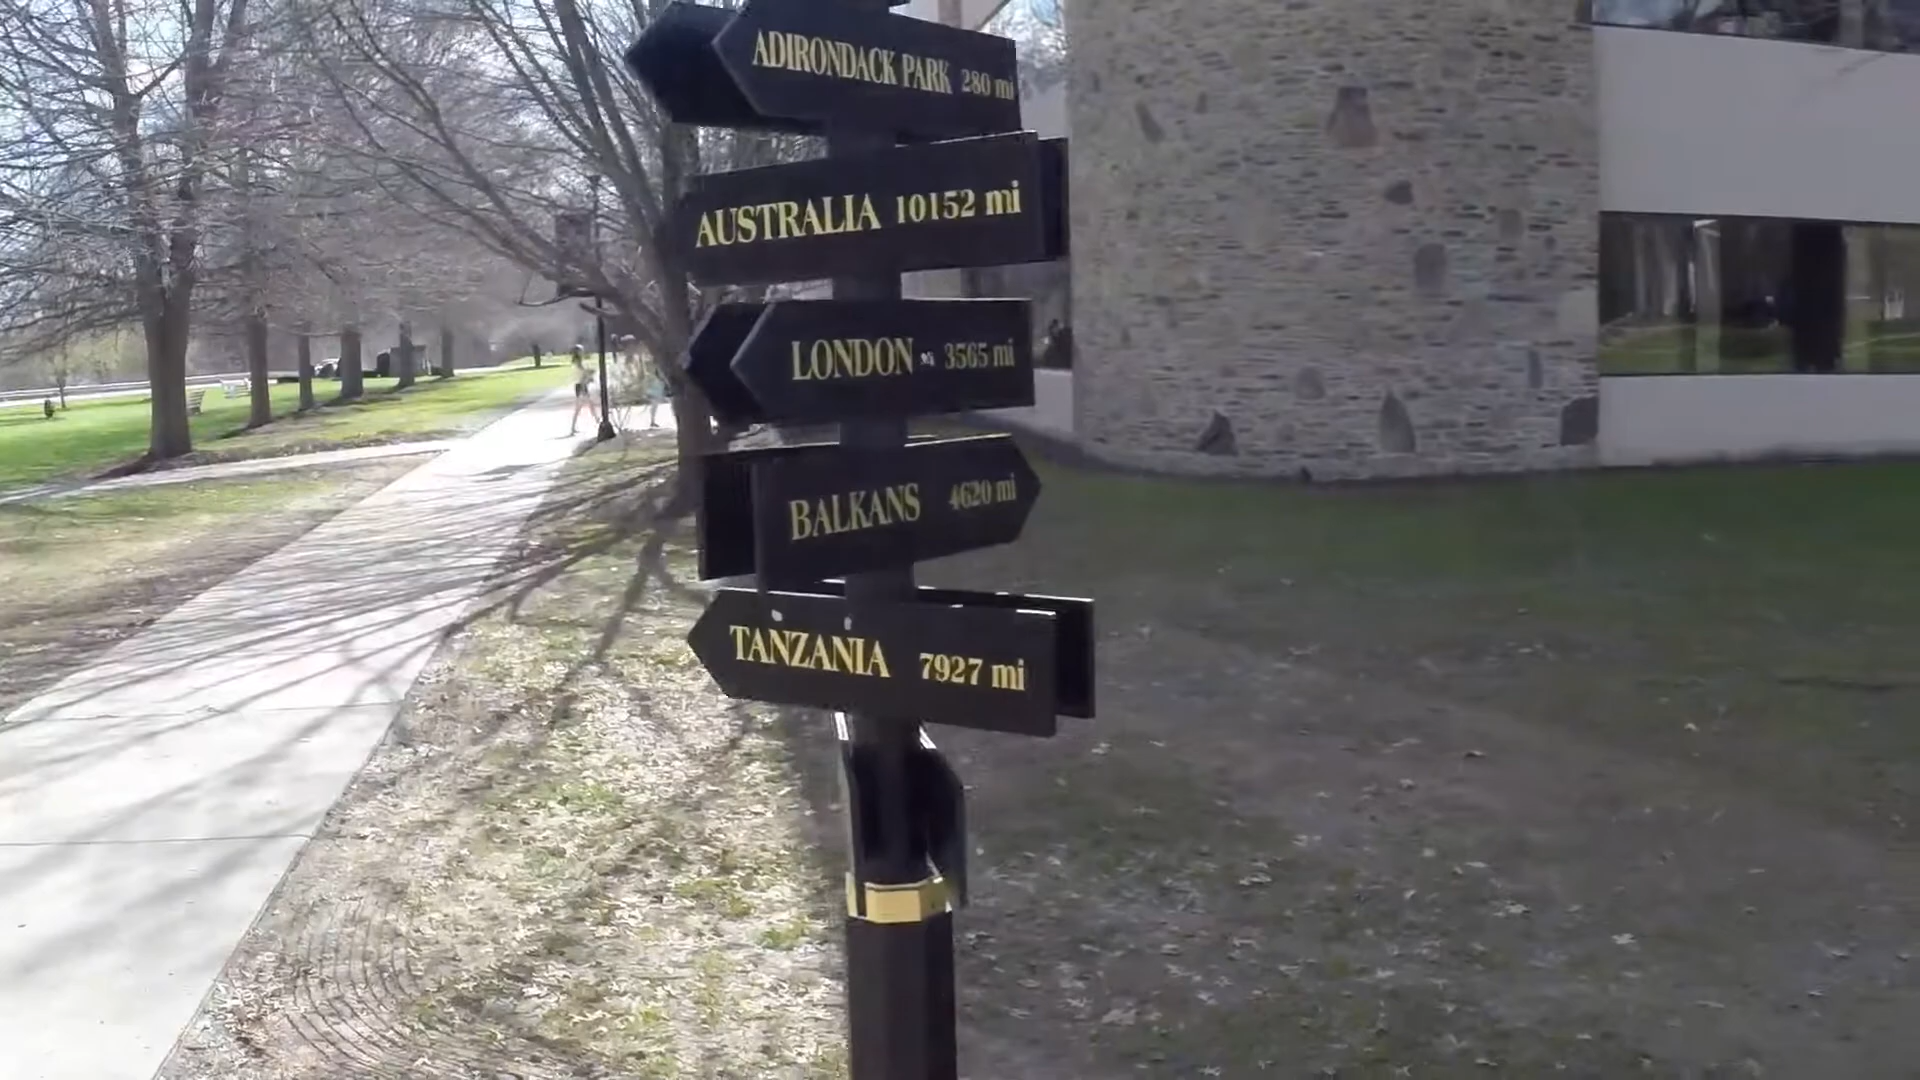 ADIRONDACK PARK 280 mi
AUSTRALIA 10152 mi
LONDON 3565 mi
BALKANS 4620 mi
TANZANIA 7927 mi